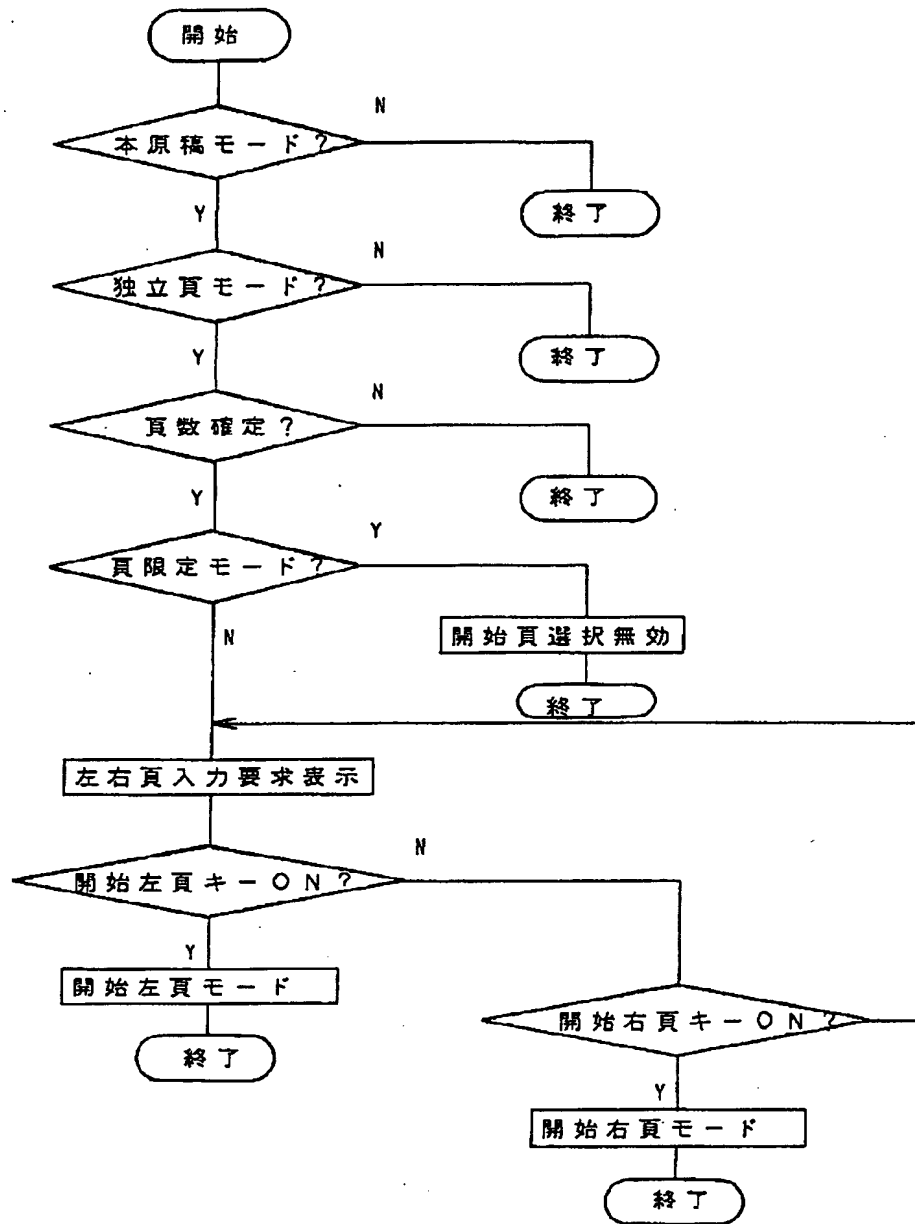 開始
本原稿モード?
N
Y
終了
独立頁モード?
N
Y
終了
頁数確定?
N
Y
終了
頁限定モード?
Y
N
開始頁選択無効
終了
左右頁入力要求表示
開始左頁キーON?
N
Y
開始左頁モード
終了
開始右頁キーON?
Y
開始右頁モード
終了